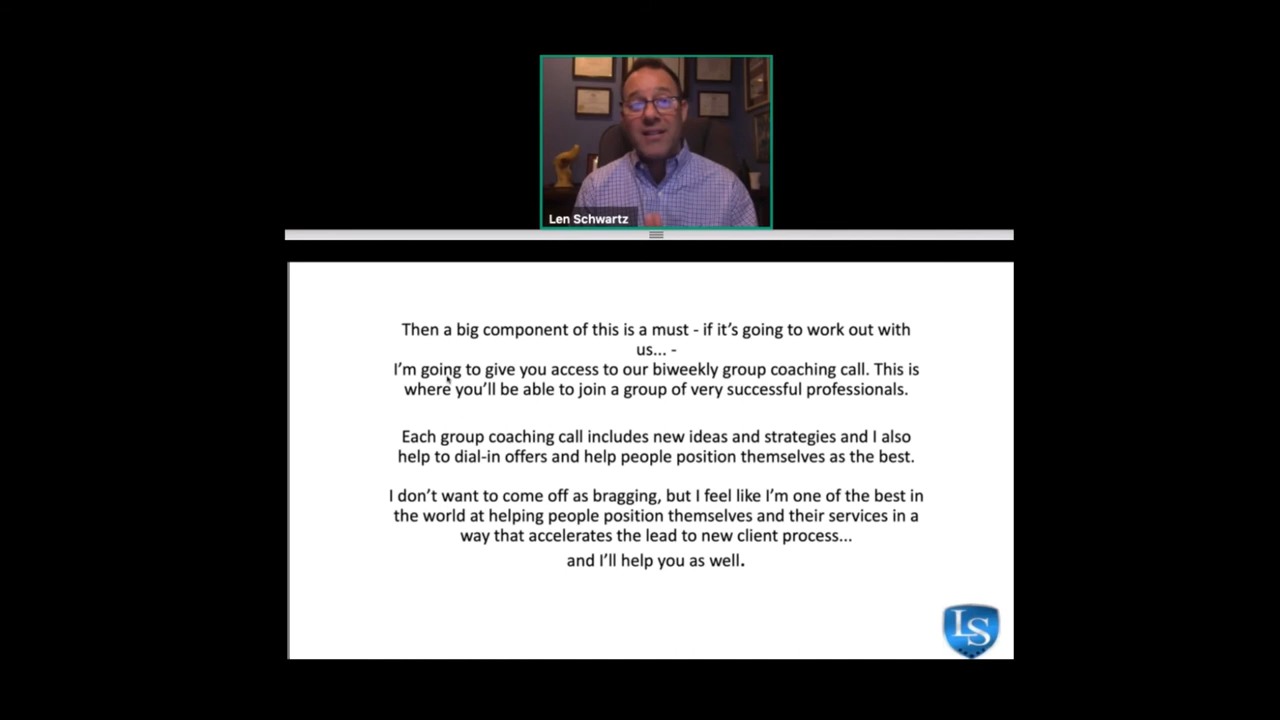 Len Schwartz
Then a big component of this is a must - if it’s going to work out with
us... -
I’m going to give you access to our biweekly group coaching call. This is
where you’ll be able to join a group of very successful professionals.
Each group coaching call includes new ideas and strategies and I also
help to dial-in offers and help people position themselves as the best.
I don’t want to come off as bragging, but I feel like I’m one of the best in
the world at helping people position themselves and their services in a
way that accelerates the lead to new client process...
and I’ll help you as well.
LS